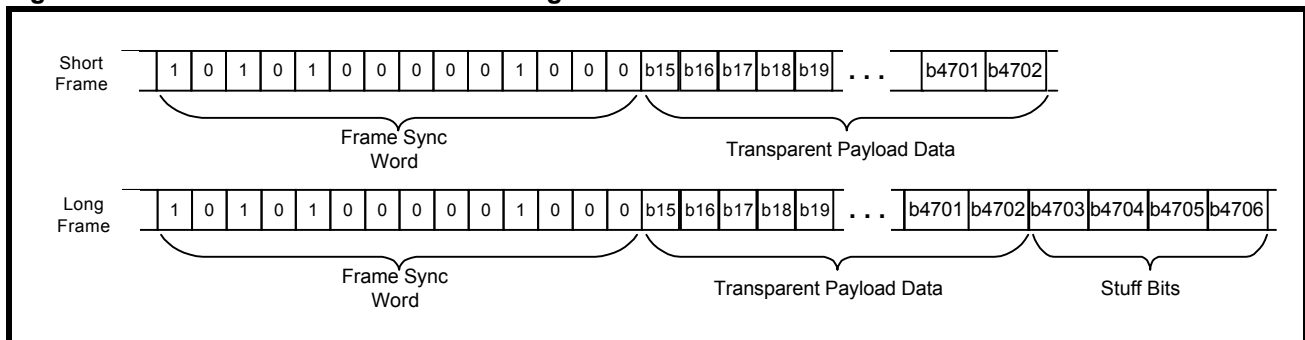 Short
Frame
1 0 1 0 1 0 0 0 0 0 1 0 0 0 b15 b16 b17 b18 b19 . . . b4701 b4702
Frame Sync
Word
Transparent Payload Data
Long
Frame
1 0 1 0 1 0 0 0 0 0 1 0 0 0 b15 b16 b17 b18 b19 . . . b4701 b4702 b4703 b4704 b4705 b4706
Frame Sync
Word
Transparent Payload Data
Stuff Bits